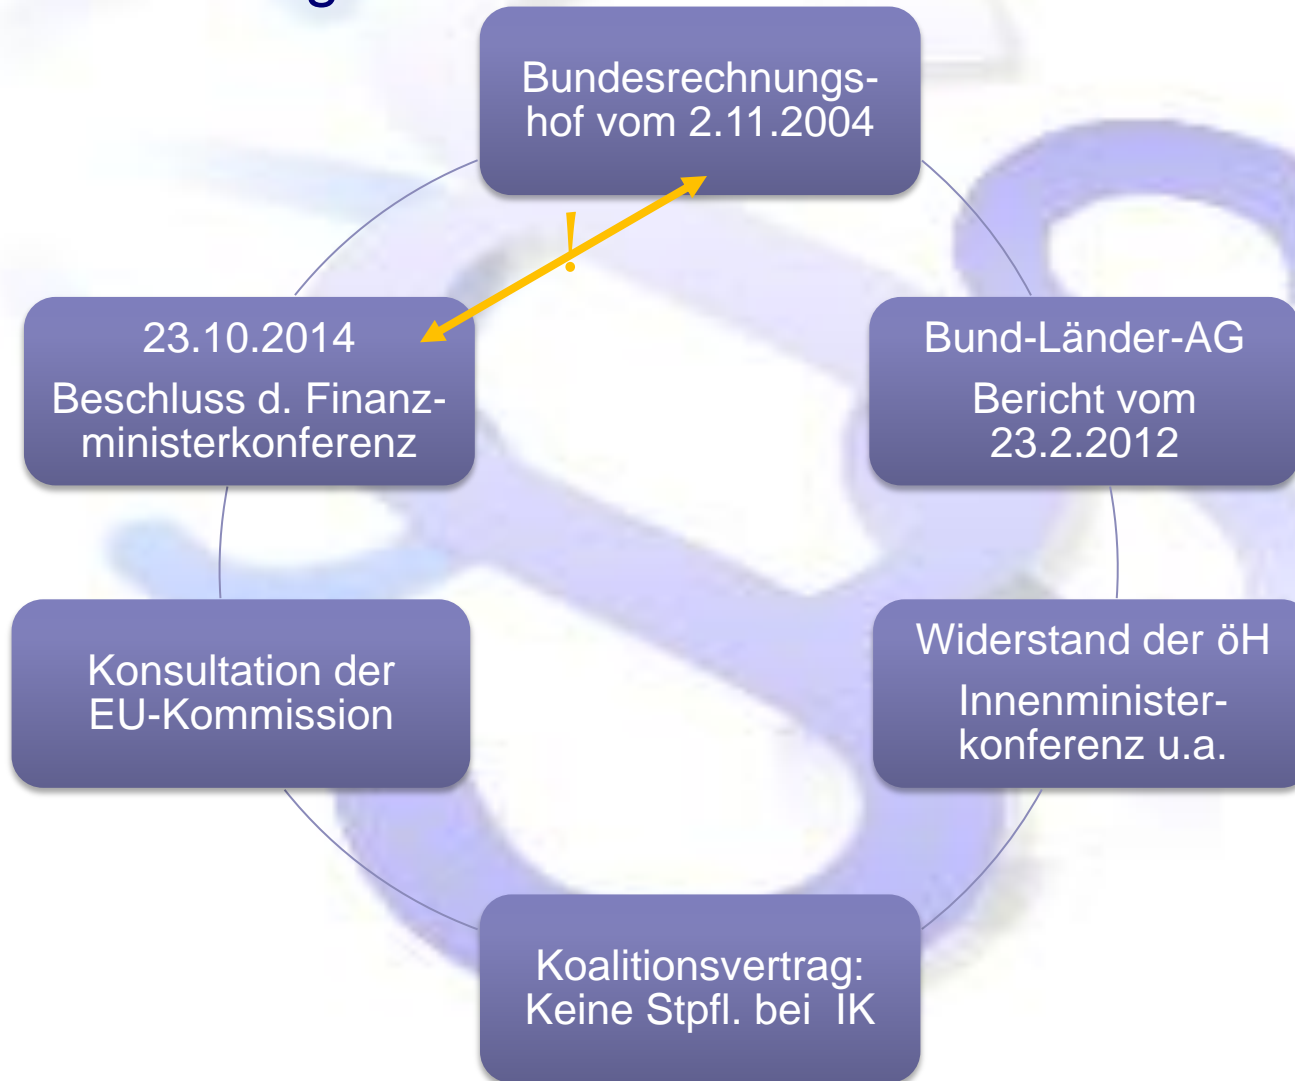 Bundesrechnungs-
hof vom 2.11.2004
!
23.10.2014
Beschluss d. Finanz-
ministerkonferenz
Bund-Länder-AG
Bericht vom
23.2.2012
Konsultation der
EU-Kommission
Widerstand der öH
Innenminister-
konferenz u.a.
Koalitionsvertrag:
Keine Stpfl. bei IK